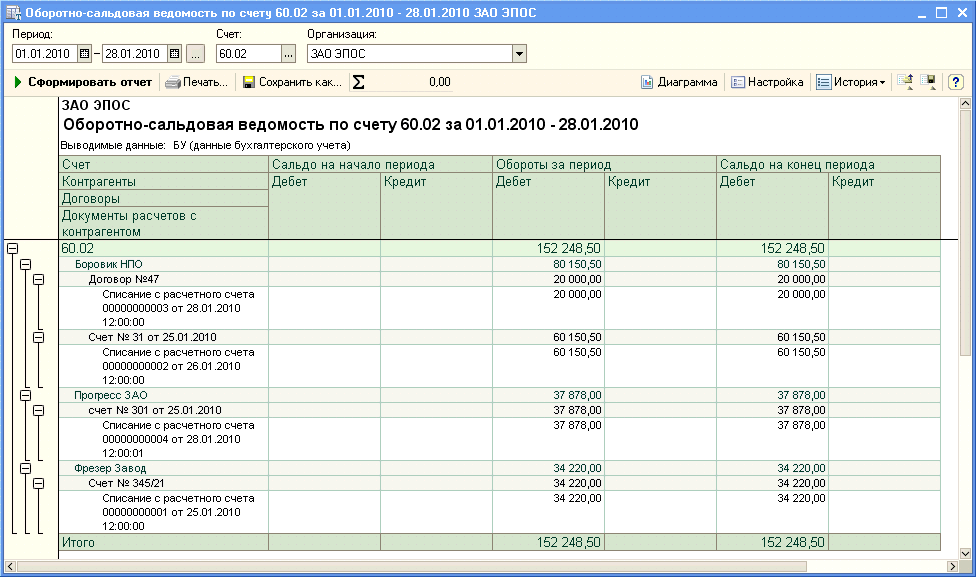 Оборотно-сальдовая ведомость по счету 60.02 за 01.01.2010 - 28.01.2010 ЗАО ЭПОС
Период: Счет: Организация:
01.01.2010 – 28.01.2010 ... 60.02 ... ЗАО ЭПОС
Сформировать отчет Печать... Сохранить как... Σ 0,00 Диаграмма Настройка История ?
ЗАО ЭПОС
Оборотно-сальдовая ведомость по счету 60.02 за 01.01.2010 - 28.01.2010
Выводимые данные: БУ (данные бухгалтерского учета)
Счет Сальдо на начало периода Обороты за период Сальдо на конец периода
Контрагенты Дебет Кредит Дебет Кредит Дебет Кредит
Договоры
Документы расчетов с
контрагентом
60.02 152 248,50 152 248,50
Боровик НПО 80 150,50 80 150,50
Договор №47 20 000,00 20 000,00
Списание с расчетного счета 20 000,00 20 000,00
00000000003 от 28.01.2010
12:00:00
Счет № 31 от 25.01.2010 60 150,50 60 150,50
Списание с расчетного счета 60 150,50 60 150,50
00000000002 от 26.01.2010
12:00:00
Прогресс ЗАО 37 878,00 37 878,00
счет № 301 от 25.01.2010 37 878,00 37 878,00
Списание с расчетного счета 37 878,00 37 878,00
00000000004 от 28.01.2010
12:00:01
Фрезер Завод 34 220,00 34 220,00
Счет № 345/21 34 220,00 34 220,00
Списание с расчетного счета 34 220,00 34 220,00
00000000001 от 25.01.2010
12:00:00
Итого 152 248,50 152 248,50